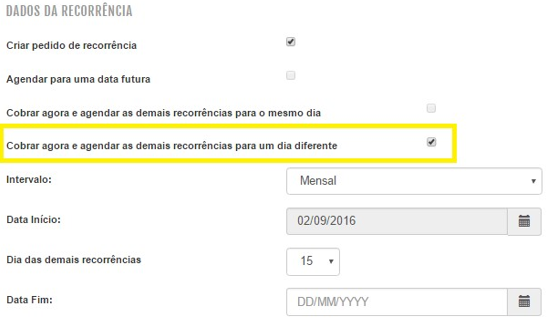 DADOS DA RECORRÊNCIA
Criar pedido de recorrência
Agendar para uma data futura
Cobrar agora e agendar as demais recorrências para o mesmo dia
Cobrar agora e agendar as demais recorrências para um dia diferente
Intervalo: Mensal
Data Início: 02/09/2016
Dia das demais recorrências 15
Data Fim: DD/MM/YYYY